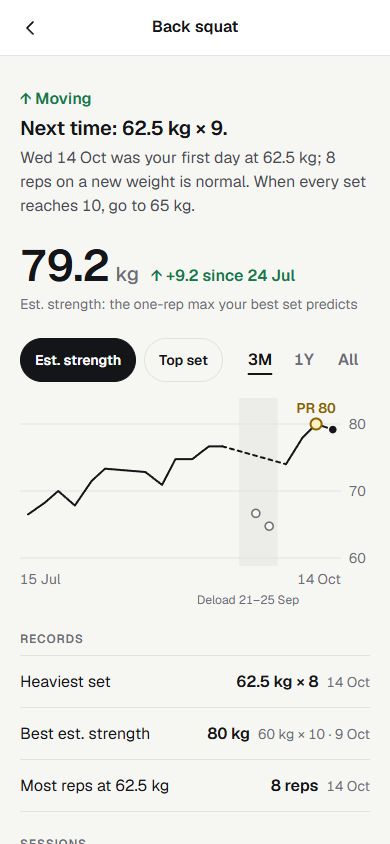 Back squat
↑ Moving
Next time: 62.5 kg × 9.
Wed 14 Oct was your first day at 62.5 kg; 8
reps on a new weight is normal. When every set
reaches 10, go to 65 kg.
79.2 kg ↑ +9.2 since 24 Jul
Est. strength: the one-rep max your best set predicts
Est. strength Top set 3M 1Y All
PR 80
80
70
60
15 Jul 14 Oct
Deload 21–25 Sep
RECORDS
Heaviest set 62.5 kg × 8 14 Oct
Best est. strength 80 kg 60 kg × 10 · 9 Oct
Most reps at 62.5 kg 8 reps 14 Oct
SESSIONS